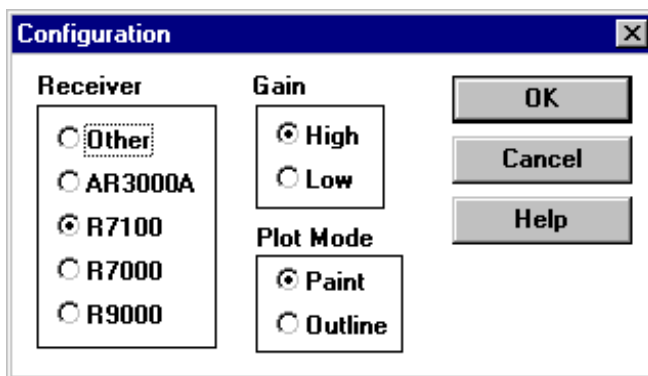 Configuration
Receiver
Other
AR3000A
R7100
R7000
R9000
Gain
High
Low
Plot Mode
Paint
Outline
OK
Cancel
Help